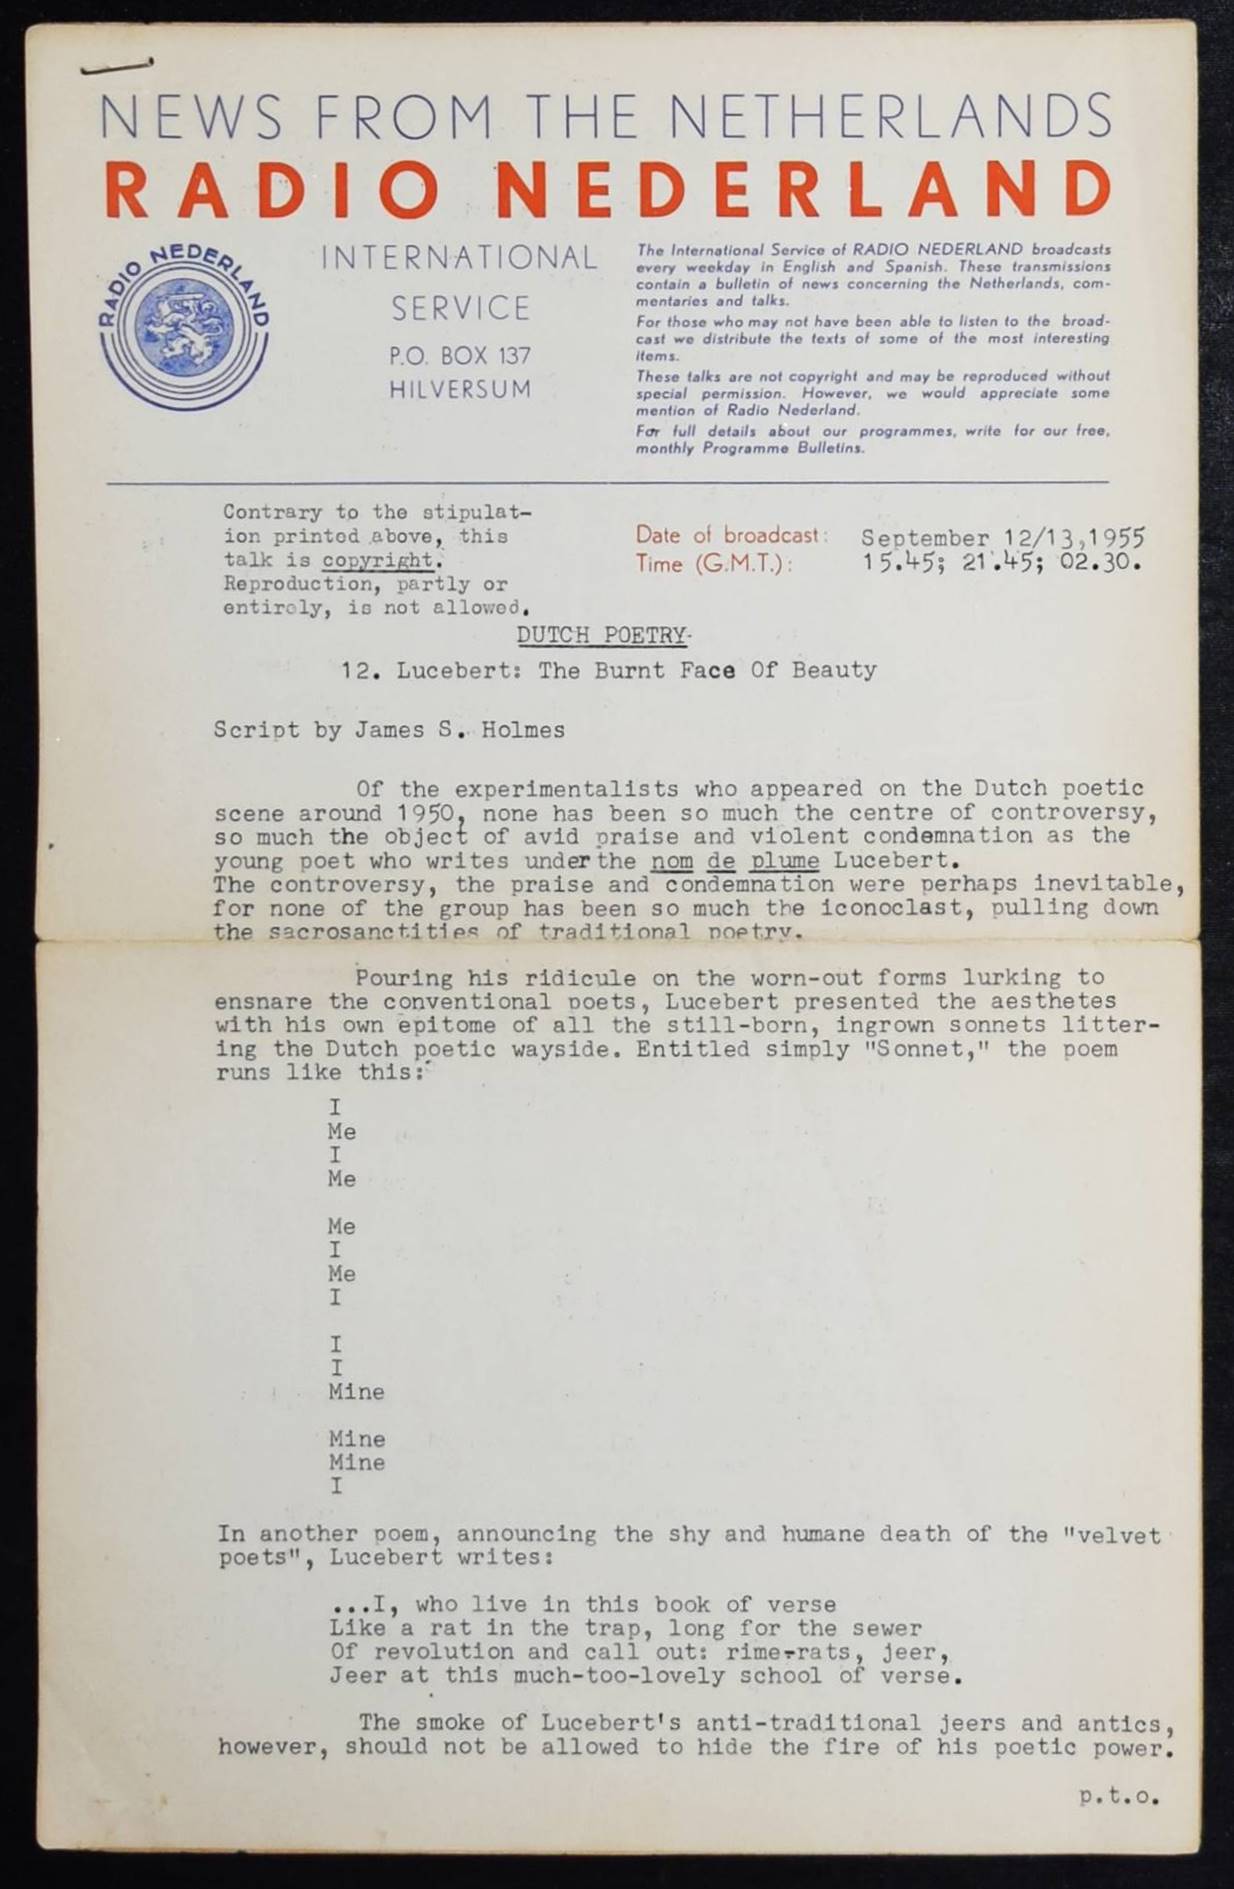 NEWS FROM THE NETHERLANDS
RADIO NEDERLAND
RADIO NEDERLAND
INTERNATIONAL
SERVICE
P.O. BOX 137
HILVERSUM
The International Service of RADIO NEDERLAND broadcasts
every weekday in English and Spanish. These transmissions
contain a bulletin of news concerning the Netherlands, com-
mentaries and talks.
For those who may not have been able to listen to the broad-
cast we distribute the texts of some of the most interesting
items.
These talks are not copyright and may be reproduced without
special permission. However, we would appreciate some
mention of Radio Nederland.
For full details about our programmes, write for our free,
monthly Programme Bulletins.
Contrary to the stipulat-
ion printed above, this
talk is copyright.
Reproduction, partly or
entirely, is not allowed.
Date of broadcast: September 12/13,1955
Time (G.M.T.): 15.45; 21.45; 02.30.
DUTCH POETRY
12. Lucebert: The Burnt Face Of Beauty
Script by James S. Holmes
Of the experimentalists who appeared on the Dutch poetic
scene around 1950, none has been so much the centre of controversy,
so much the object of avid praise and violent condemnation as the
young poet who writes under the nom de plume Lucebert.
The controversy, the praise and condemnation were perhaps inevitable,
for none of the group has been so much the iconoclast, pulling down
the sacrosanctities of traditional poetry.
Pouring his ridicule on the worn-out forms lurking to
ensnare the conventional poets, Lucebert presented the aesthetes
with his own epitome of all the still-born, ingrown sonnets litter-
ing the Dutch poetic wayside. Entitled simply "Sonnet," the poem
runs like this:
I
Me
I
Me
Me
I
Me
I
I
I
Mine
Mine
Mine
I
In another poem, announcing the shy and humane death of the "velvet
poets", Lucebert writes:
...I, who live in this book of verse
Like a rat in the trap, long for the sewer
Of revolution and call out: rime-rats, jeer,
Jeer at this much-too-lovely school of verse.
The smoke of Lucebert's anti-traditional jeers and antics,
however, should not be allowed to hide the fire of his poetic power.
p.t.o.